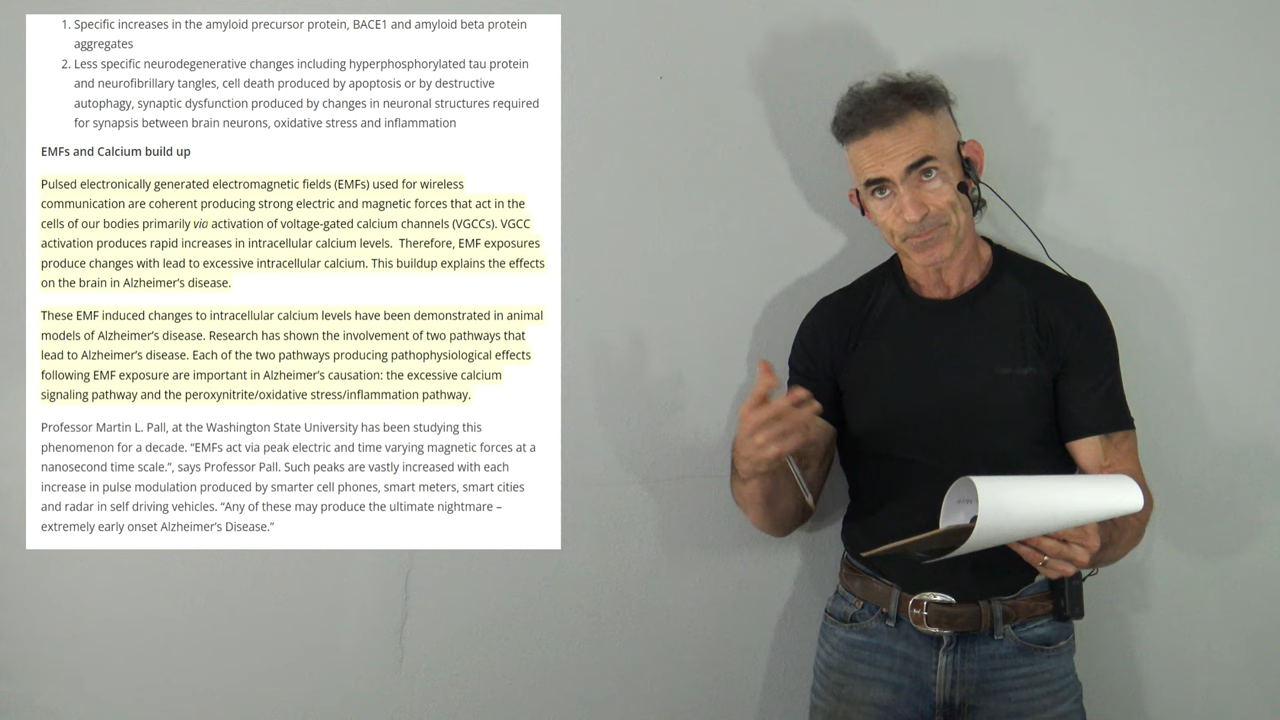 1. Specific increases in the amyloid precursor protein, BACE1 and amyloid beta protein
aggregates
2. Less specific neurodegenerative changes including hyperphosphorylated tau protein
and neurofibrillary tangles, cell death produced by apoptosis or by destructive
autophagy, synaptic dysfunction produced by changes in neuronal structures required
for synapsis between brain neurons, oxidative stress and inflammation
EMFs and Calcium build up
Pulsed electronically generated electromagnetic fields (EMFs) used for wireless
communication are coherent producing strong electric and magnetic forces that act in the
cells of our bodies primarily via activation of voltage-gated calcium channels (VGCCs). VGCC
activation produces rapid increases in intracellular calcium levels.  Therefore, EMF exposures
produce changes with lead to excessive intracellular calcium. This buildup explains the effects
on the brain in Alzheimer's disease.
These EMF induced changes to intracellular calcium levels have been demonstrated in animal
models of Alzheimer's disease. Research has shown the involvement of two pathways that
lead to Alzheimer's disease. Each of the two pathways producing pathophysiological effects
following EMF exposure are important in Alzheimer's causation: the excessive calcium
signaling pathway and the peroxynitrite/oxidative stress/inflammation pathway.
Professor Martin L. Pall, at the Washington State University has been studying this
phenomenon for a decade. "EMFs act via peak electric and time varying magnetic forces at a
nanosecond time scale.", says Professor Pall. Such peaks are vastly increased with each
increase in pulse modulation produced by smarter cell phones, smart meters, smart cities
and radar in self driving vehicles. "Any of these may produce the ultimate nightmare –
extremely early onset Alzheimer's Disease."